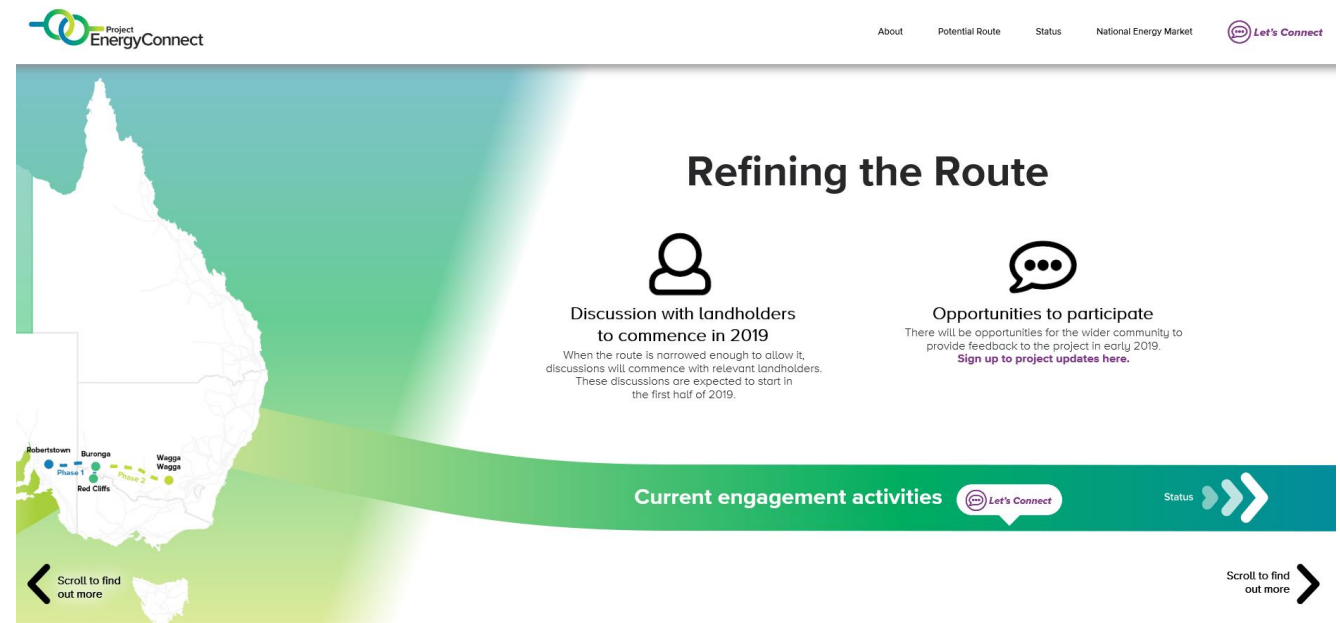 Project
EnergyConnect
About
Potential Route
Status
National Energy Market
Let's Connect
Refining the Route
Discussion with landholders
to commence in 2019
When the route is narrowed enough to allow it,
discussions will commence with relevant landholders.
These discussions are expected to start in
the first half of 2019.
Opportunities to participate
There will be opportunities for the wider community to
provide feedback to the project in early 2019.
Sign up to project updates here.
Robertstown
Buronga
Wagga
Wagga
Phase 1
Phase 2
Red Cliffs
Current engagement activities
Let's Connect
Status
Scroll to find
out more
Scroll to find
out more